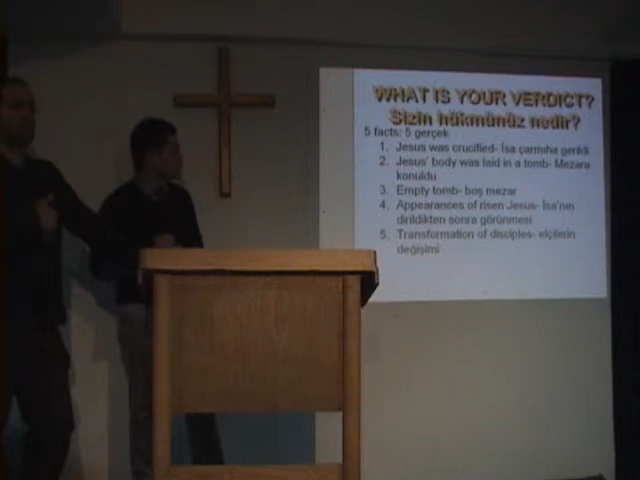 WHAT IS YOUR VERDICT?
Sizin hükmünüz nedir?
5 facts: 5 gerçek
1. Jesus was crucified- İsa çarmıha gerildi
2. Jesus' body was laid in a tomb- Mezara
konuldu
3. Empty tomb- boş mezar
4. Appearances of risen Jesus- İsa'nın
dirildikten sonra görünmesi
5. Transformation of disciples- elçilerin
değişimi